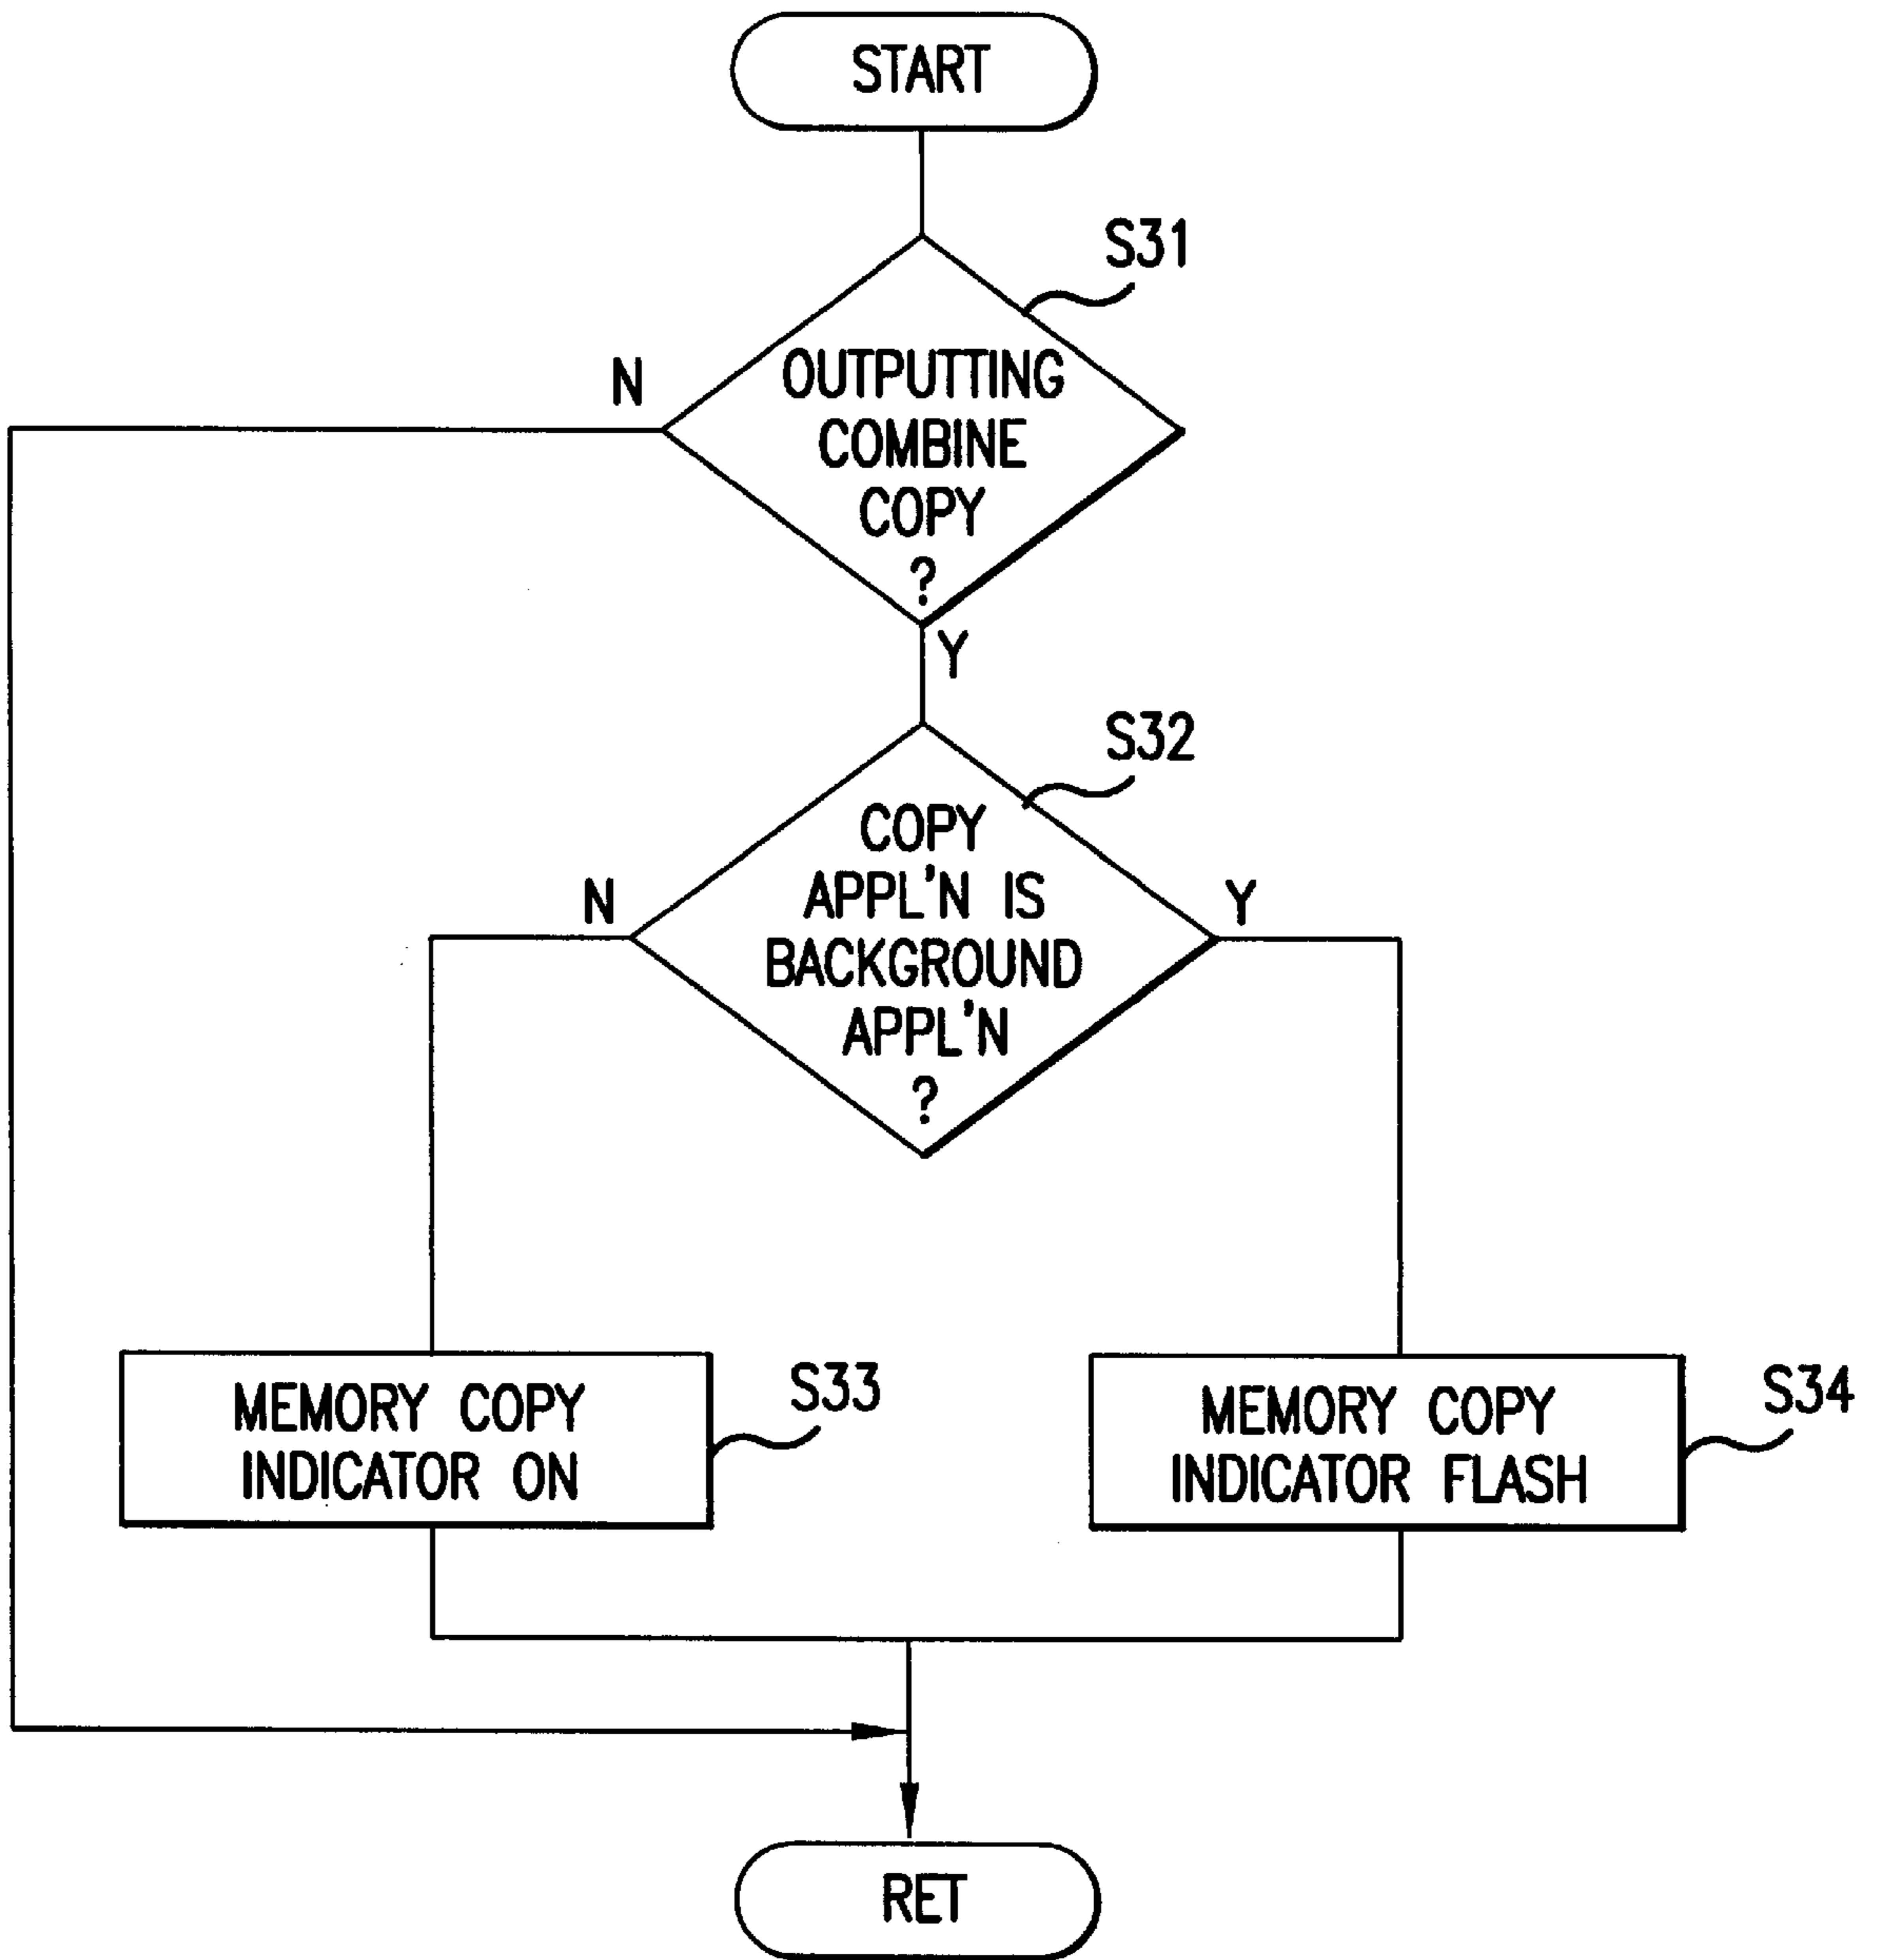 START
S31
N
OUTPUTTING
COMBINE
COPY
?
Y
S32
COPY
APPL'N IS
BACKGROUND
APPL'N
?
N
Y
MEMORY COPY
INDICATOR ON
S33
MEMORY COPY
INDICATOR FLASH
S34
RET